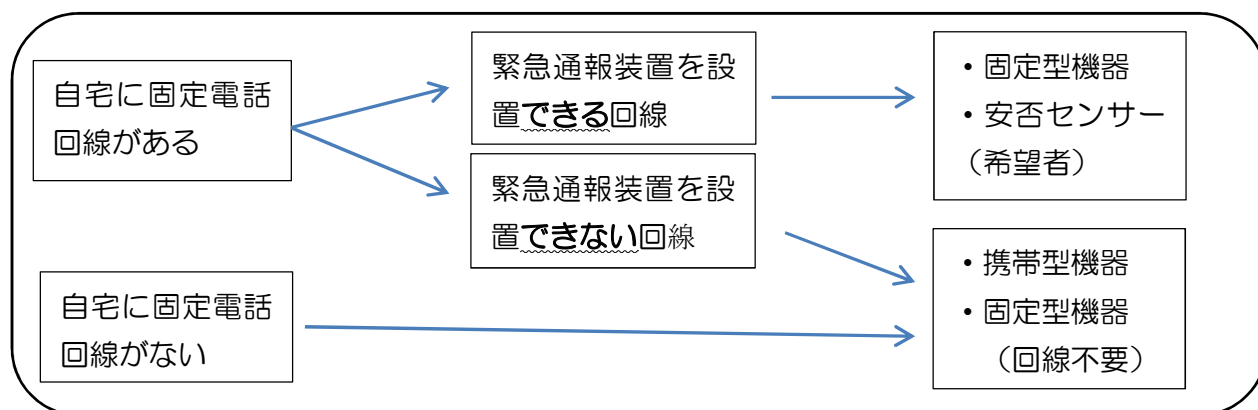 自宅に固定電話
回線がある
緊急通報装置を設
置できる回線
・固定型機器
・安否センサー
（希望者）
緊急通報装置を設
置できない回線
自宅に固定電話
回線がない
・携帯型機器
・固定型機器
（回線不要）